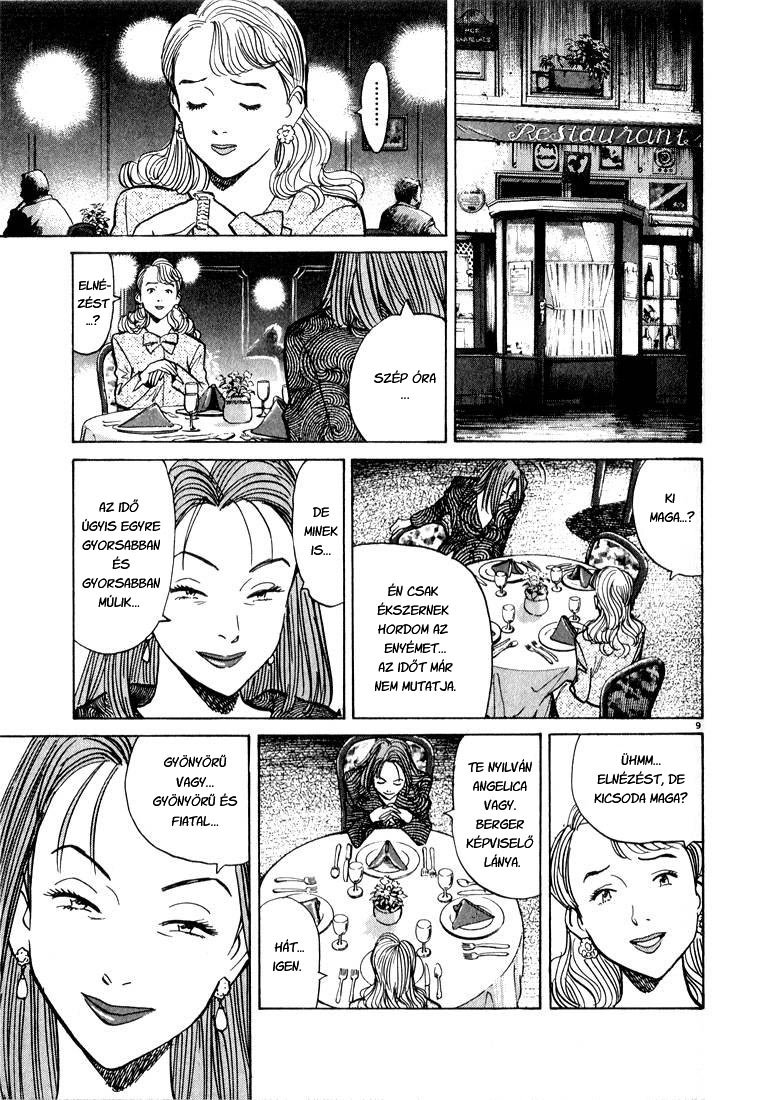 Restaurant
........
SZÉP ÓRA
...
ELNÉ-
ZÉST
...?
KI
MAGA...?
ÉN CSAK
ÉKSZERNEK
HORDOM AZ
ENYÉMET...
AZ IDŐT MÁR
NEM MUTATJA.
DE
MINEK
IS...
AZ IDŐ
ÚGYIS EGYRE
GYORSABBAN
ÉS
GYORSABBAN
MÚLIK...
9
ÜHMM...
ELNÉZÉST, DE
KICSODA MAGA?
TE NYILVÁN
ANGELICA
VAGY.
BERGER
KÉPVISELŐ
LÁNYA.
HÁT...
IGEN.
GYÖNYÖRŰ
VAGY...
GYÖNYÖRŰ ÉS
FIATAL...